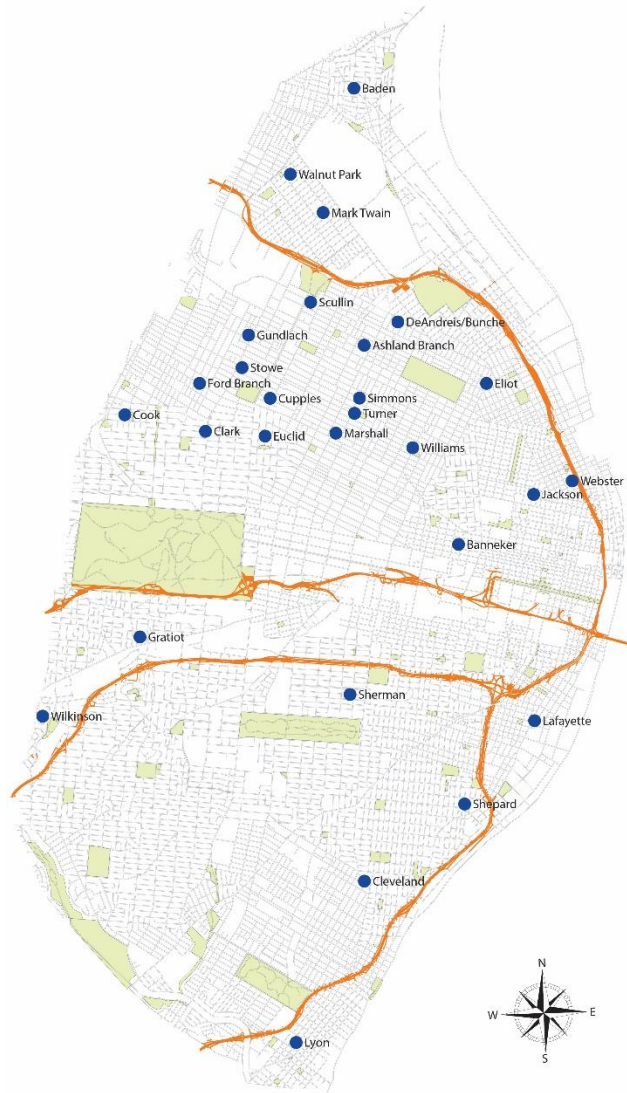 Baden
Walnut Park
Mark Twain
Scullin
DeAndreis/Bunche
Gundlach
Ashland Branch
Stowe
Ford Branch
Eliot
Cupples
Simmons
Turner
Cook
Clark
Euclid
Marshall
Williams
Webster
Jackson
Banneker
Gratiot
Sherman
Wilkinson
Lafayette
Shepard
Cleveland
N
W
E
S
Lyon